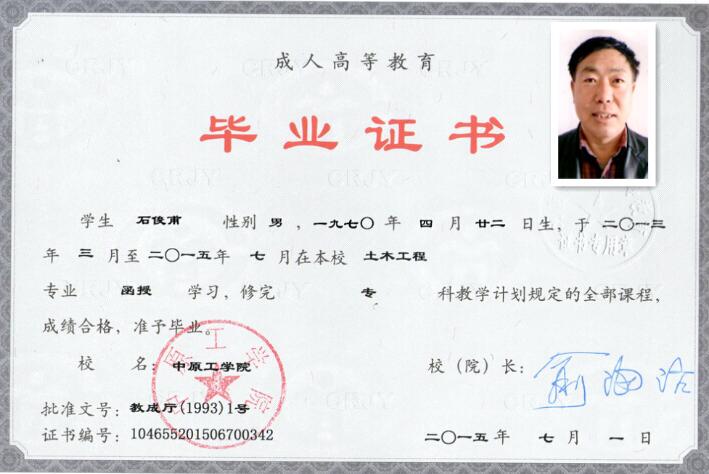 成人高等教育
毕业证书
学生 石俊甫 性别 男 ，一九七〇 年 四 月 廿二 日生，于 二〇一三
年 三 月至 二〇一五年 七 月在本校 土木工程
专业 函授 学习，修完 专 科教学计划规定的全部课程，
成绩合格，准予毕业。
校 名：中原工学院 校（院）长：
批准文号：教成厅(1993)1号
证书编号：104655201506700342 二〇一五年 七 月 一 日
中原工学院